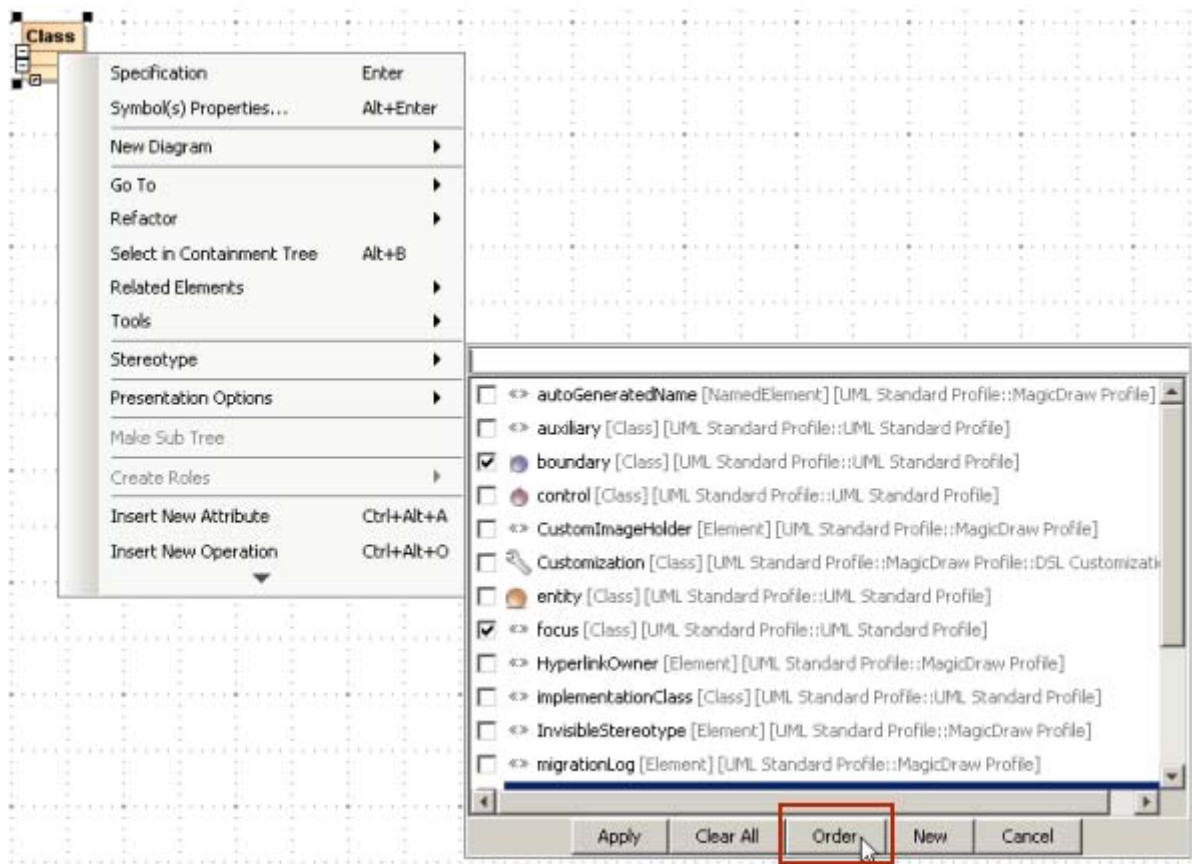 Class
Specification Enter
Symbol(s) Properties... Alt+Enter
New Diagram
Go To
Refactor
Select in Containment Tree Alt+B
Related Elements
Tools
Stereotype
Presentation Options
Make Sub Tree
Create Roles
Insert New Attribute Ctrl+Alt+A
Insert New Operation Ctrl+Alt+O
«» autoGeneratedName [NamedElement] [UML Standard Profile::MagicDraw Profile]
«» auxiliary [Class] [UML Standard Profile::UML Standard Profile]
boundary [Class] [UML Standard Profile::UML Standard Profile]
control [Class] [UML Standard Profile::UML Standard Profile]
«» CustomImageHolder [Element] [UML Standard Profile::MagicDraw Profile]
Customization [Class] [UML Standard Profile::MagicDraw Profile::DSL Customizati
entity [Class] [UML Standard Profile::UML Standard Profile]
«» focus [Class] [UML Standard Profile::UML Standard Profile]
«» HyperlinkOwner [Element] [UML Standard Profile::MagicDraw Profile]
«» implementationClass [Class] [UML Standard Profile::UML Standard Profile]
«» InvisibleStereotype [Element] [UML Standard Profile::MagicDraw Profile]
«» migrationLog [Element] [UML Standard Profile::MagicDraw Profile]
Apply Clear All Order New Cancel